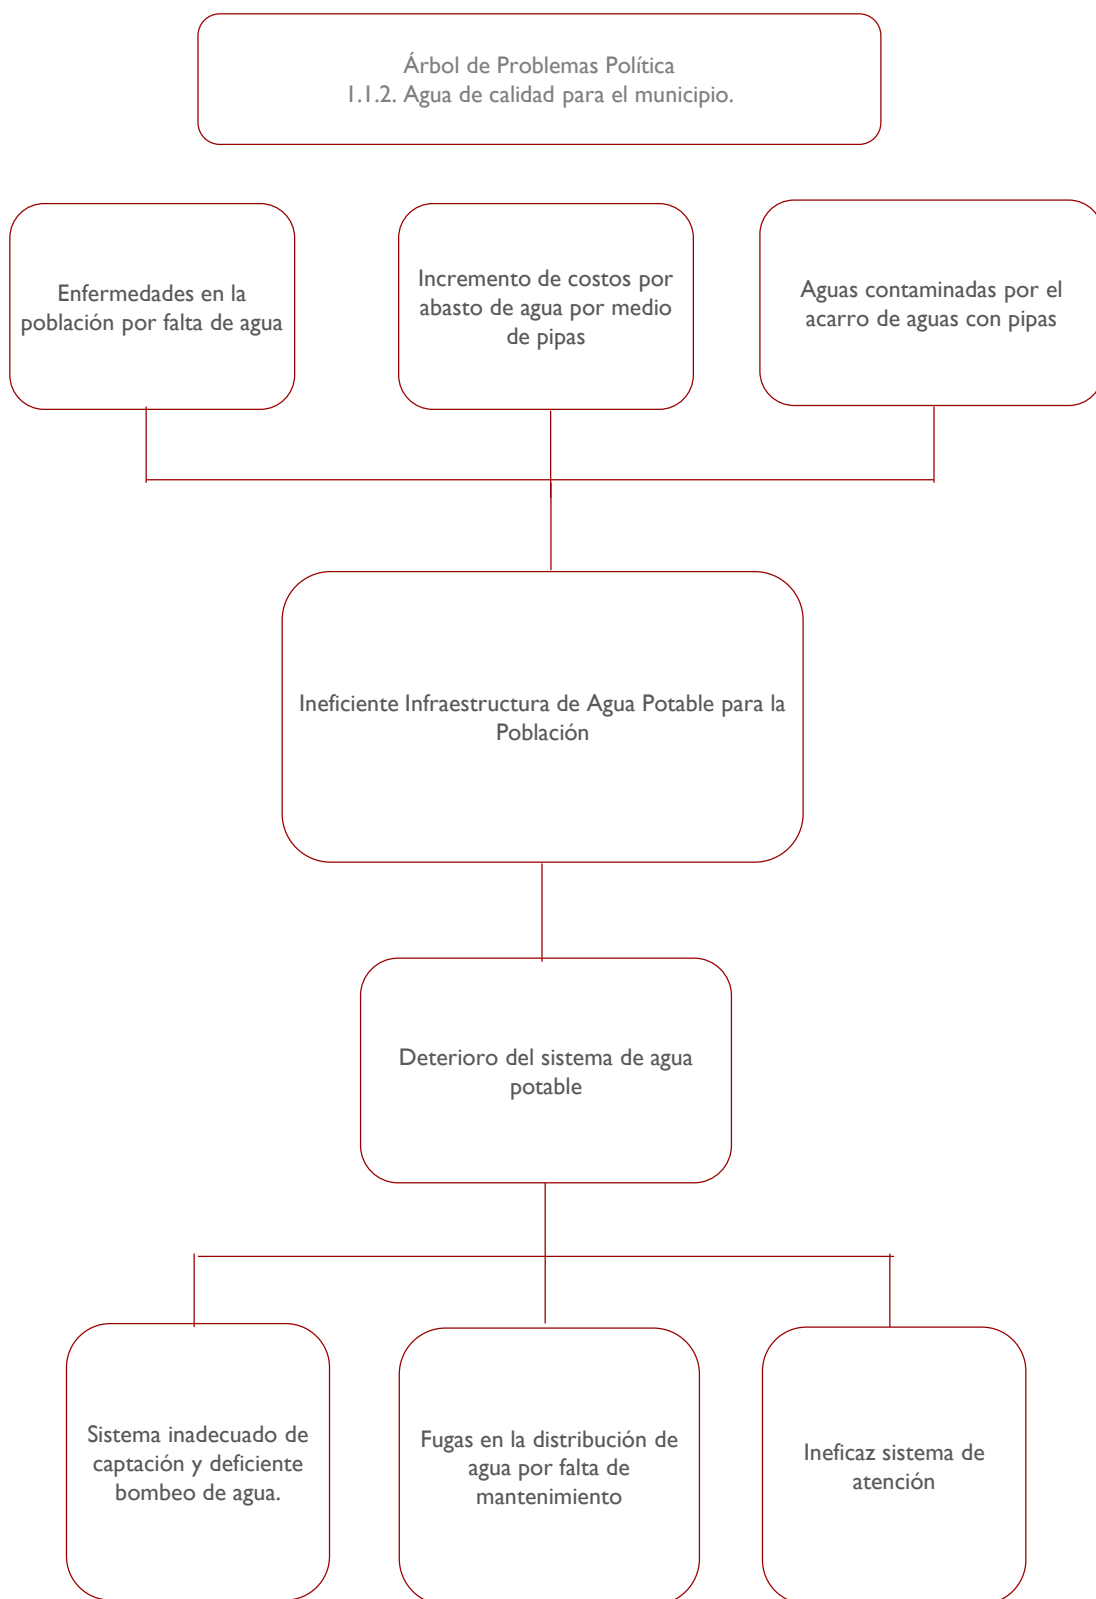 Árbol de Problemas Política
1.1.2. Agua de calidad para el municipio.
Enfermedades en la
población por falta de agua
Incremento de costos por
abasto de agua por medio
de pipas
Aguas contaminadas por el
acarro de aguas con pipas
Ineficiente Infraestructura de Agua Potable para la
Población
Deterioro del sistema de agua
potable
Sistema inadecuado de
captación y deficiente
bombeo de agua.
Fugas en la distribución de
agua por falta de
mantenimiento
Ineficaz sistema de
atención